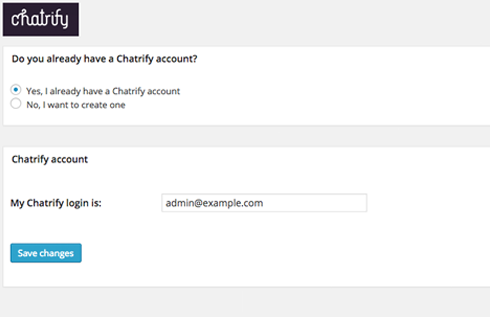 chatrify
Do you already have a Chatrify account?
Yes, I already have a Chatrify account
No, I want to create one
Chatrify account
My Chatrify login is: admin@example.com
Save changes